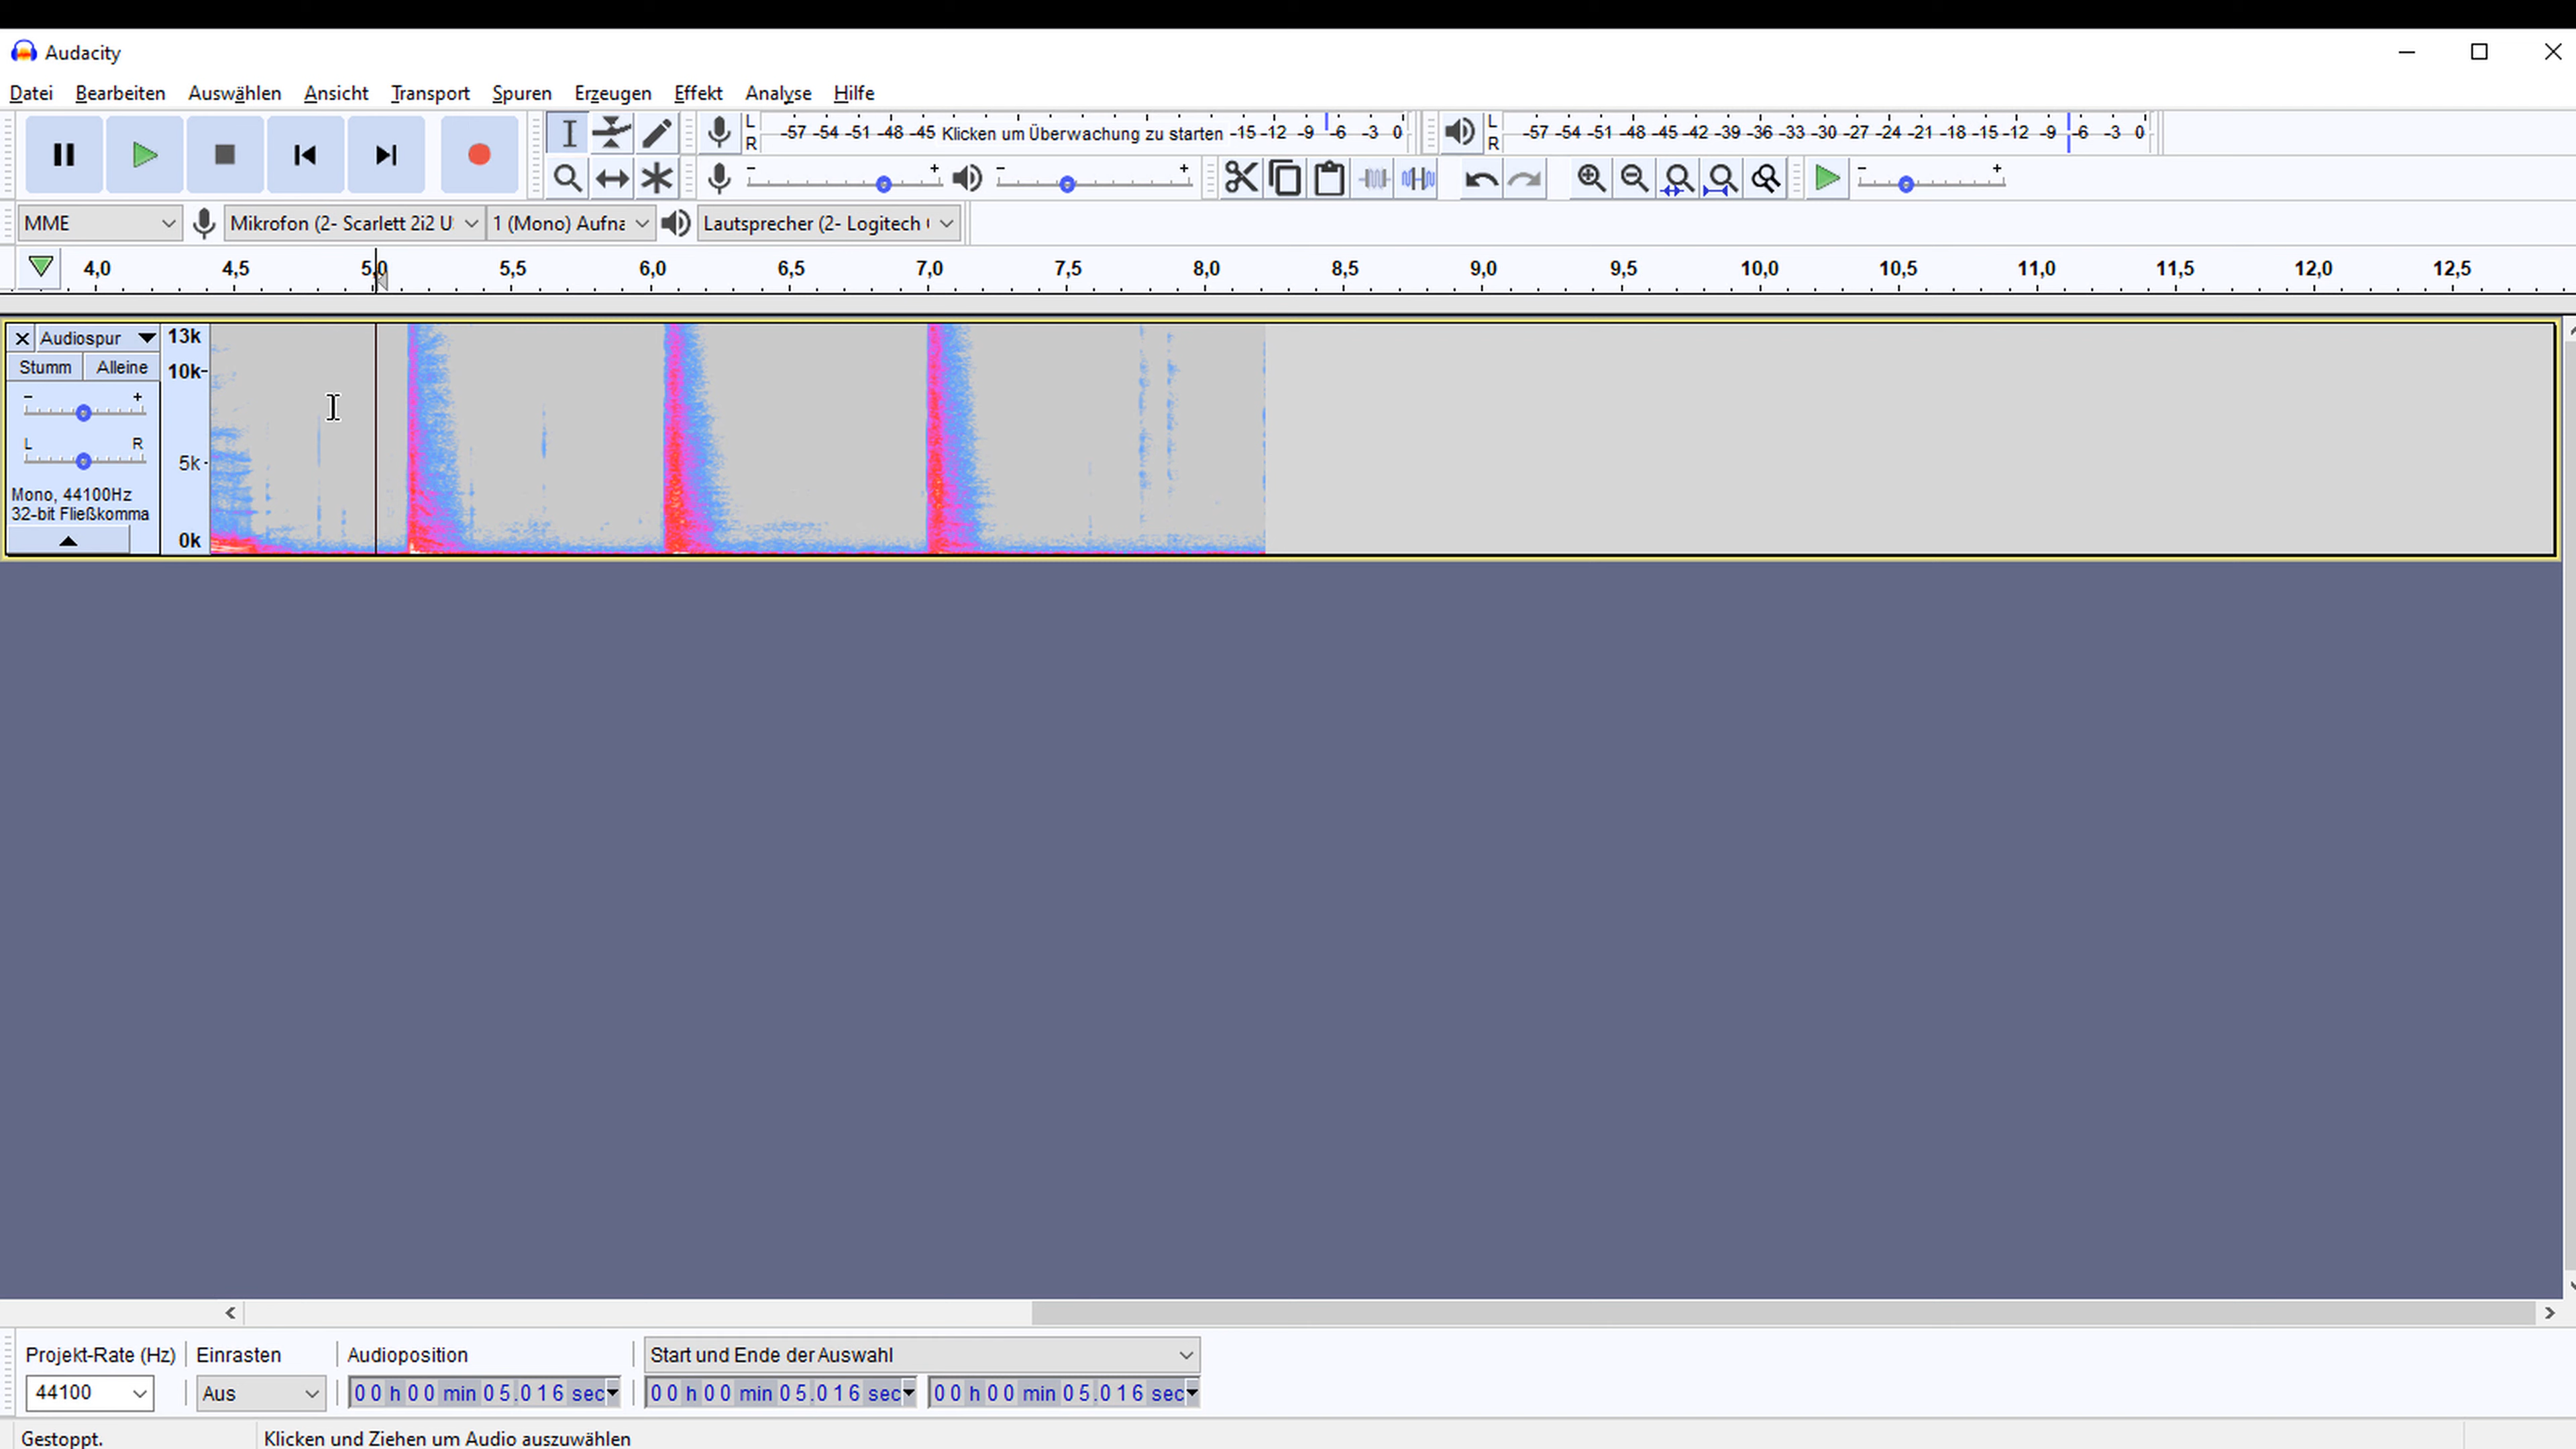 Audacity
Datei Bearbeiten Auswählen Ansicht Transport Spuren Erzeugen Effekt Analyse Hilfe
L R -57 -54 -51 -48 -45 Klicken um Überwachung zu starten -15 -12 -9 -6 -3 0
L R -57 -54 -51 -48 -45 -42 -39 -36 -33 -30 -27 -24 -21 -18 -15 -12 -9 -6 -3 0
- + - + - +
MME Mikrofon (2- Scarlett 2i2 U 1 (Mono) Aufna Lautsprecher (2- Logitech
4,0 4,5 5,0 5,5 6,0 6,5 7,0 7,5 8,0 8,5 9,0 9,5 10,0 10,5 11,0 11,5 12,0 12,5
Audiospur 13k
Stumm Alleine 10k
- +
L R
5k
Mono, 44100Hz
32-bit Fließkomma
0k
Projekt-Rate (Hz) Einrasten Audioposition Start und Ende der Auswahl
44100 Aus 00 h 00 min 05.016 sec 00 h 00 min 05.016 sec 00 h 00 min 05.016 sec
Gestoppt. Klicken und Ziehen um Audio auszuwählen